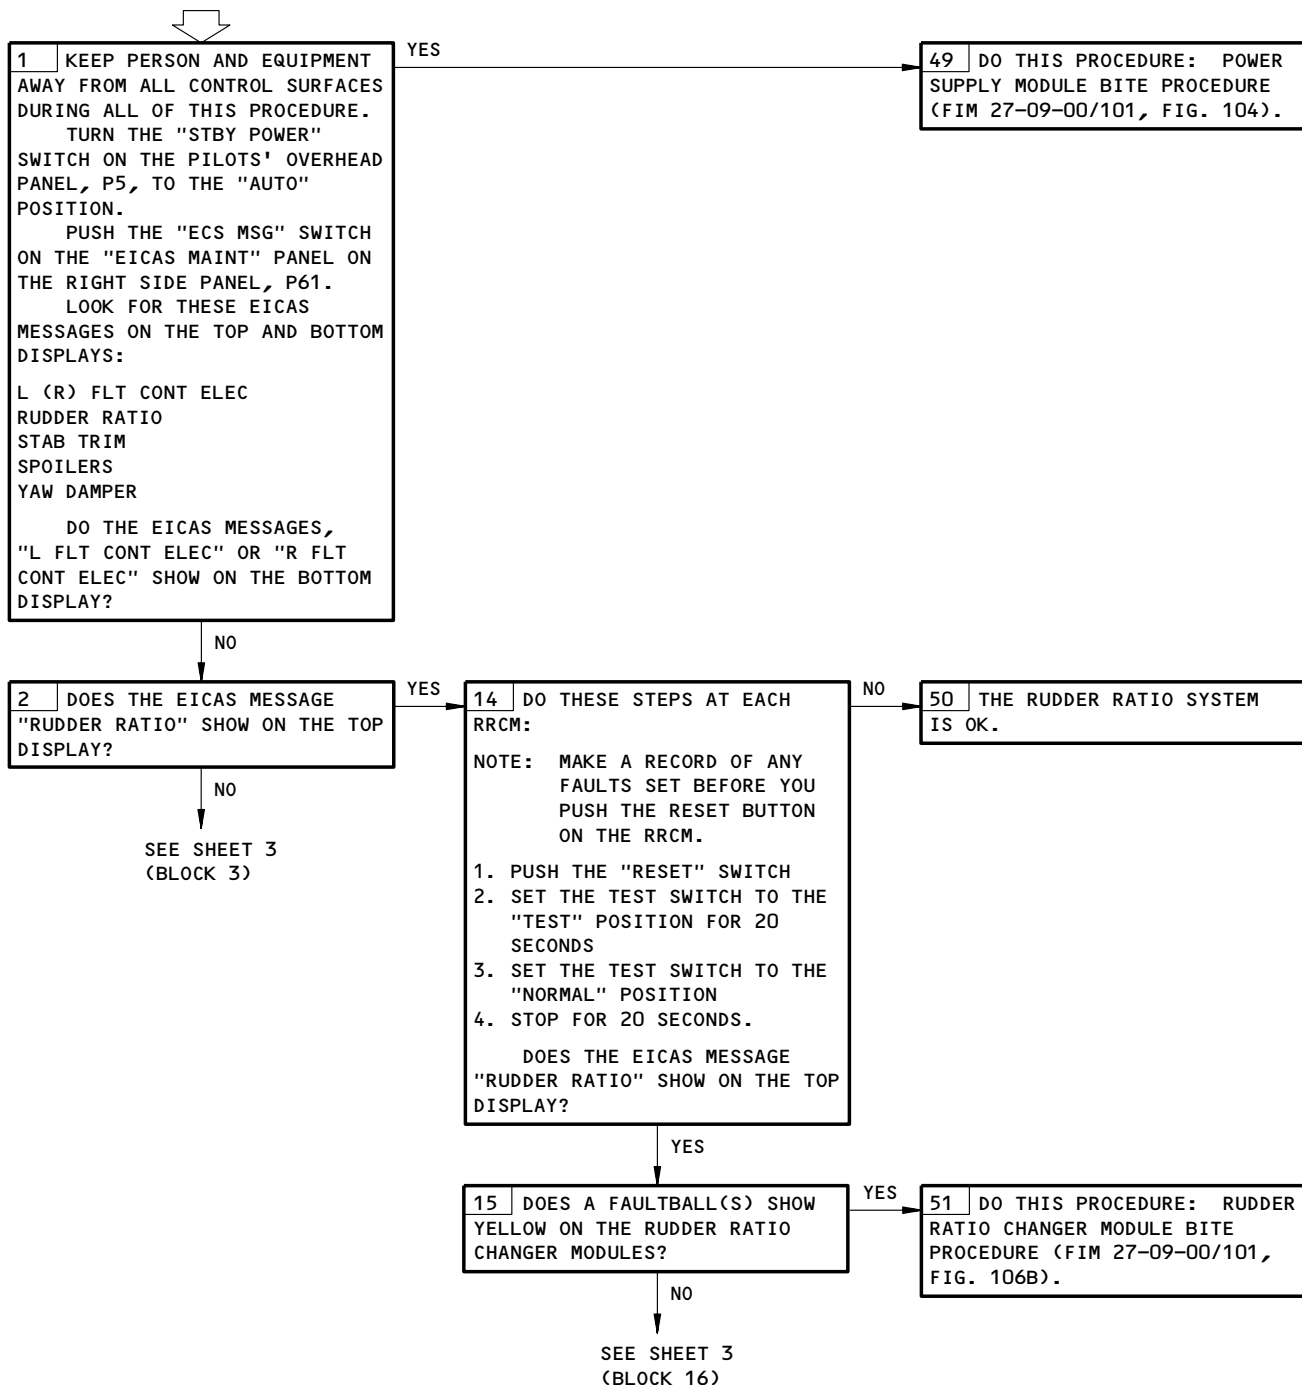 1 KEEP PERSON AND EQUIPMENT
AWAY FROM ALL CONTROL SURFACES
DURING ALL OF THIS PROCEDURE.
TURN THE "STBY POWER"
SWITCH ON THE PILOTS' OVERHEAD
PANEL, P5, TO THE "AUTO"
POSITION.
PUSH THE "ECS MSG" SWITCH
ON THE "EICAS MAINT" PANEL ON
THE RIGHT SIDE PANEL, P61.
LOOK FOR THESE EICAS
MESSAGES ON THE TOP AND BOTTOM
DISPLAYS:
L (R) FLT CONT ELEC
RUDDER RATIO
STAB TRIM
SPOILERS
YAW DAMPER
DO THE EICAS MESSAGES,
"L FLT CONT ELEC" OR "R FLT
CONT ELEC" SHOW ON THE BOTTOM
DISPLAY?
YES
49 DO THIS PROCEDURE: POWER
SUPPLY MODULE BITE PROCEDURE
(FIM 27-09-00/101, FIG. 104).
NO
2 DOES THE EICAS MESSAGE
"RUDDER RATIO" SHOW ON THE TOP
DISPLAY?
NO
SEE SHEET 3
(BLOCK 3)
YES
14 DO THESE STEPS AT EACH
RRCM:
NOTE: MAKE A RECORD OF ANY
FAULTS SET BEFORE YOU
PUSH THE RESET BUTTON
ON THE RRCM.
1. PUSH THE "RESET" SWITCH
2. SET THE TEST SWITCH TO THE
"TEST" POSITION FOR 20
SECONDS
3. SET THE TEST SWITCH TO THE
"NORMAL" POSITION
4. STOP FOR 20 SECONDS.
DOES THE EICAS MESSAGE
"RUDDER RATIO" SHOW ON THE TOP
DISPLAY?
NO
50 THE RUDDER RATIO SYSTEM
IS OK.
YES
15 DOES A FAULTBALL(S) SHOW
YELLOW ON THE RUDDER RATIO
CHANGER MODULES?
YES
51 DO THIS PROCEDURE: RUDDER
RATIO CHANGER MODULE BITE
PROCEDURE (FIM 27-09-00/101,
FIG. 106B).
NO
SEE SHEET 3
(BLOCK 16)